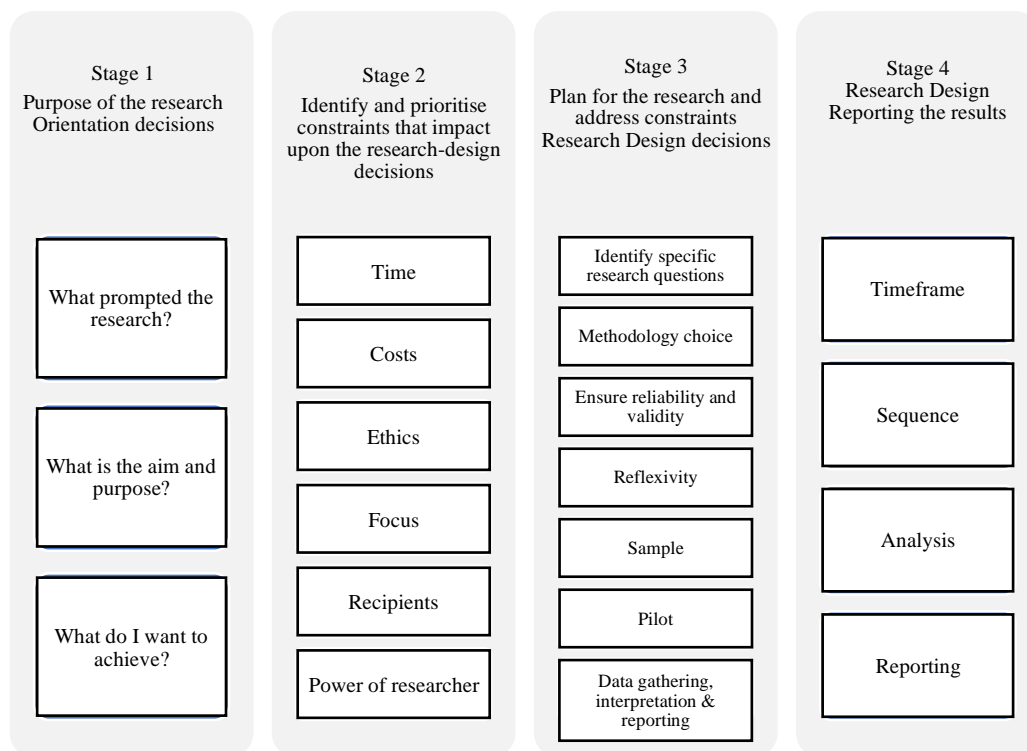 Stage 1
Purpose of the research
Orientation decisions
What prompted the
research?
What is the aim and
purpose?
What do I want to
achieve?
Stage 2
Identify and prioritise
constraints that impact
upon the research-design
decisions
Time
Costs
Ethics
Focus
Recipients
Power of researcher
Stage 3
Plan for the research and
address constraints
Research Design decisions
Identify specific
research questions
Methodology choice
Ensure reliability and
validity
Reflexivity
Sample
Pilot
Data gathering,
interpretation &
reporting
Stage 4
Research Design
Reporting the results
Timeframe
Sequence
Analysis
Reporting